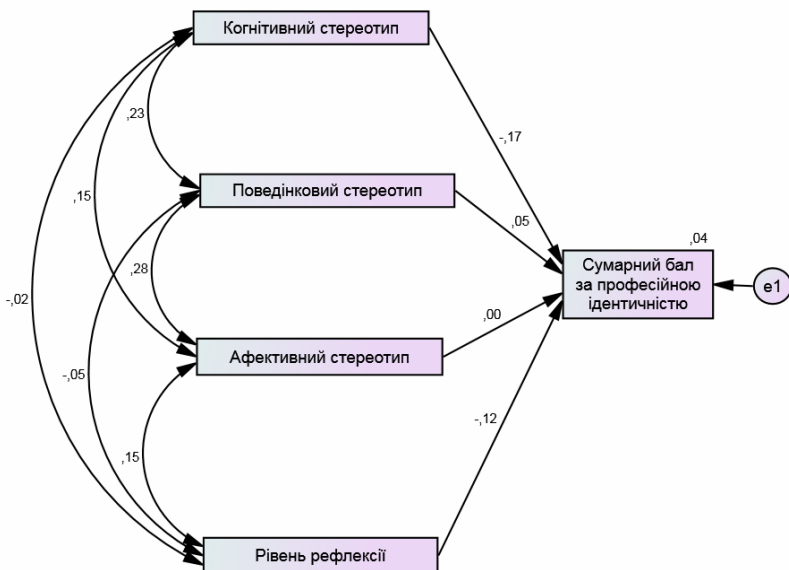 Когнітивний стереотип
,23
-,17
Поведінковий стереотип
,15
,05
,04
Сумарний бал
за професійною
ідентичністю
e1
,28
-,02
,00
Афективний стереотип
-,05
-,12
,15
Рівень рефлексії